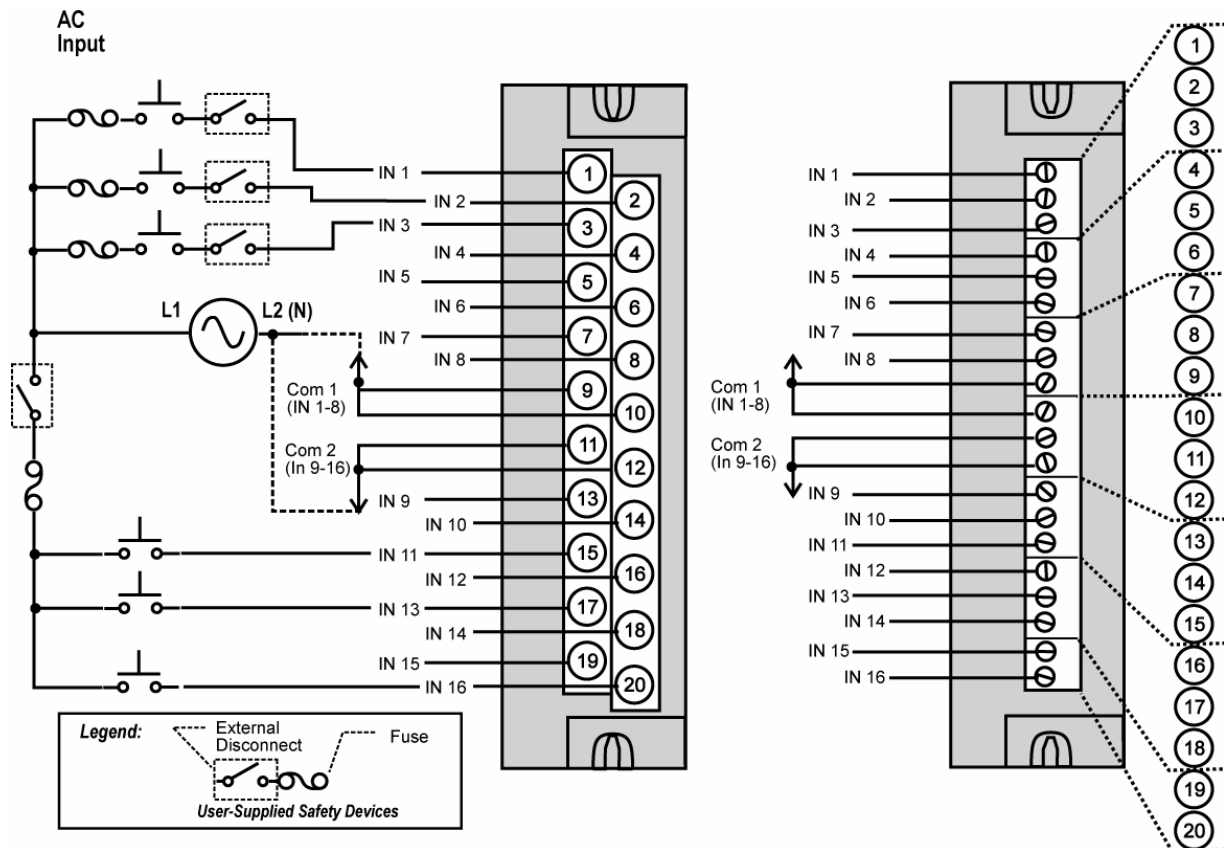 AC
Input
IN 1
IN 2
IN 3
IN 4
IN 5
IN 6
L1
L2 (N)
IN 7
IN 8
Com 1
(IN 1-8)
Com 2
(In 9-16)
IN 9
IN 10
IN 11
IN 12
IN 13
IN 14
IN 15
IN 16
1
2
3
4
5
6
7
8
9
10
11
12
13
14
15
16
17
18
19
20
Legend:
External
Disconnect
Fuse
User-Supplied Safety Devices
IN 1
IN 2
IN 3
IN 4
IN 5
IN 6
IN 7
IN 8
Com 1
(IN 1-8)
Com 2
(In 9-16)
IN 9
IN 10
IN 11
IN 12
IN 13
IN 14
IN 15
IN 16
1
2
3
4
5
6
7
8
9
10
11
12
13
14
15
16
17
18
19
20